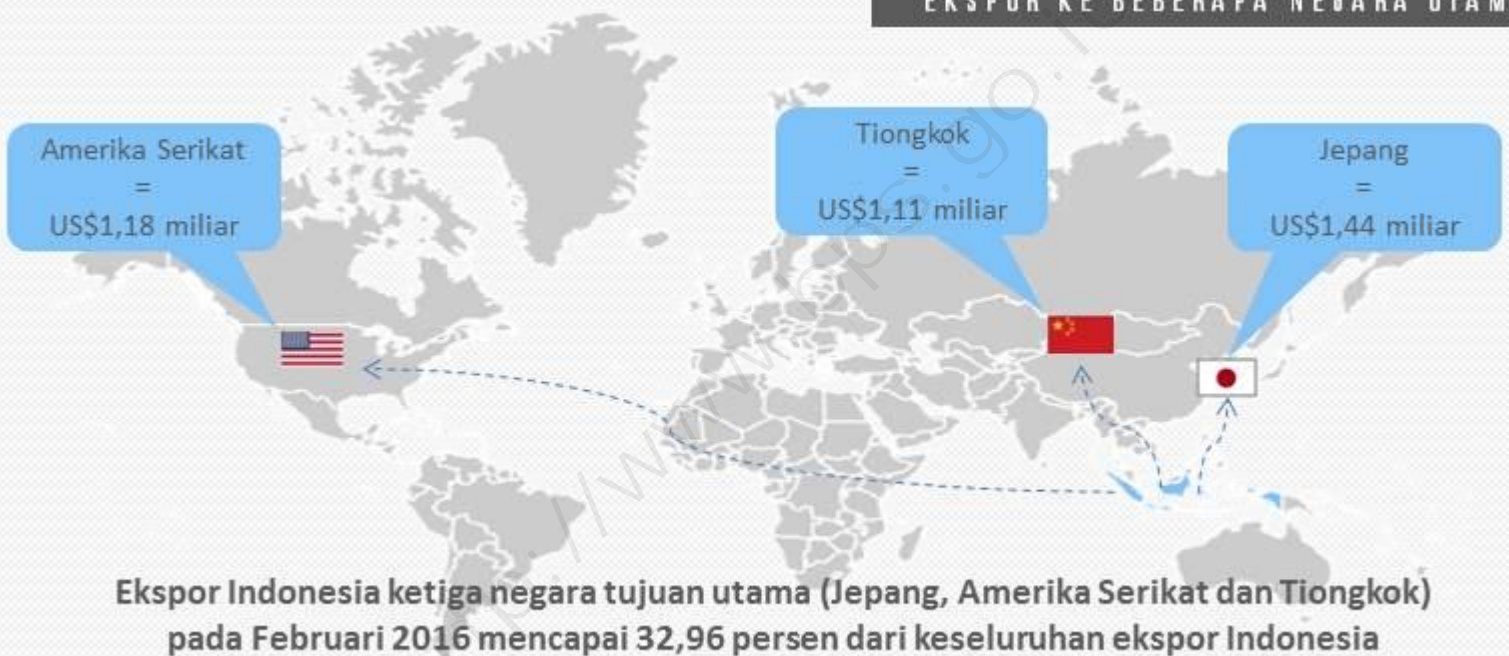 EKSPOR KE BEBERAPA NEGARA UTAM
Amerika Serikat
=
US$1,18 miliar
Tiongkok
=
US$1,11 miliar
Jepang
=
US$1,44 miliar
Ekspor Indonesia ketiga negara tujuan utama (Jepang, Amerika Serikat dan Tiongkok)
pada Februari 2016 mencapai 32,96 persen dari keseluruhan ekspor Indonesia